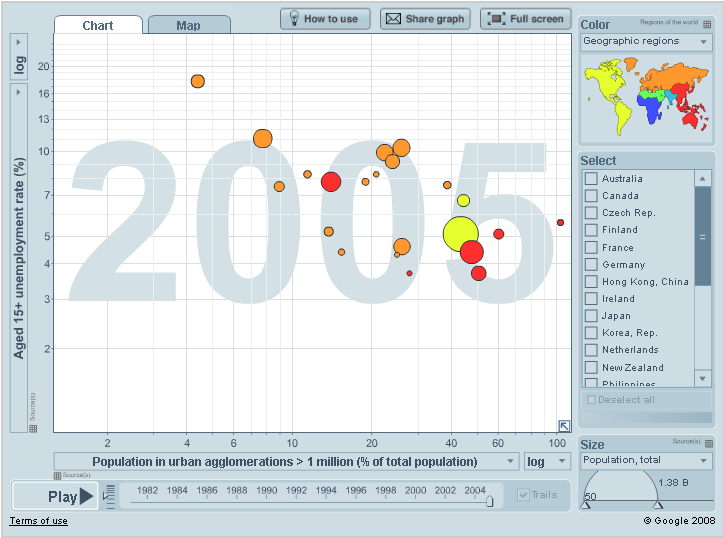 Chart
Map
How to use
Share graph
Full screen
Color
Regions of the world
Geographic regions
log
Aged 15+ unemployment rate (%)
Source(s)
20
16
13
10
7
5
4
3
2
2005
2
4
6
10
20
40
60
100
Population in urban agglomerations > 1 million (% of total population)
log
Source(s)
Select
Australia
Canada
Czech Rep.
Finland
France
Germany
Hong Kong, China
Ireland
Japan
Korea, Rep.
Netherlands
New Zealand
Philippines
Deselect all
Size
Source(s)
Population, total
50
1.38 B
Play
1982 1984 1986 1988 1990 1992 1994 1996 1998 2000 2002 2004
Trails
Terms of use
© Google 2008